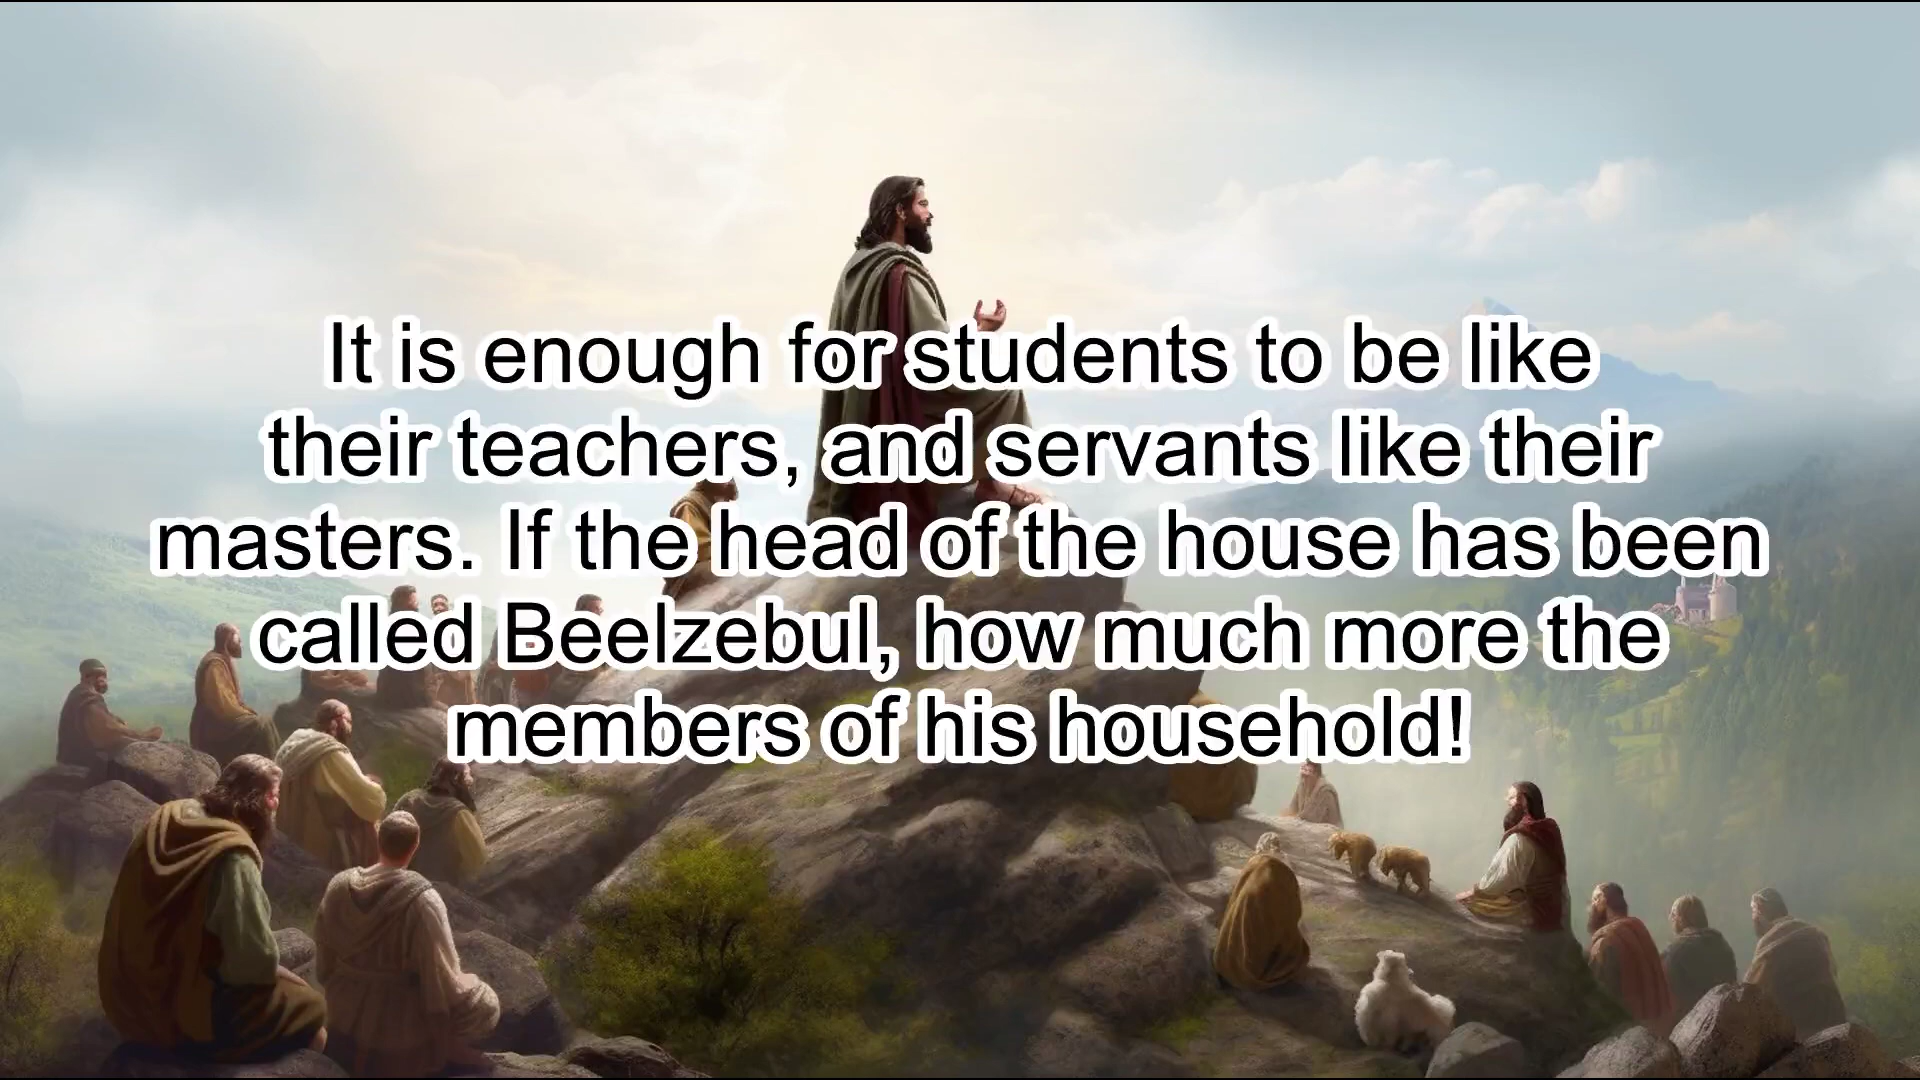 It is enough for students to be like
their teachers, and servants like their
masters. If the head of the house has been
called Beelzebul, how much more the
members of his household!